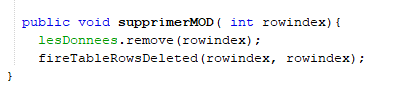 public void supprimerMOD( int rowindex){
lesDonnees.remove(rowindex);
fireTableRowsDeleted(rowindex, rowindex);
}